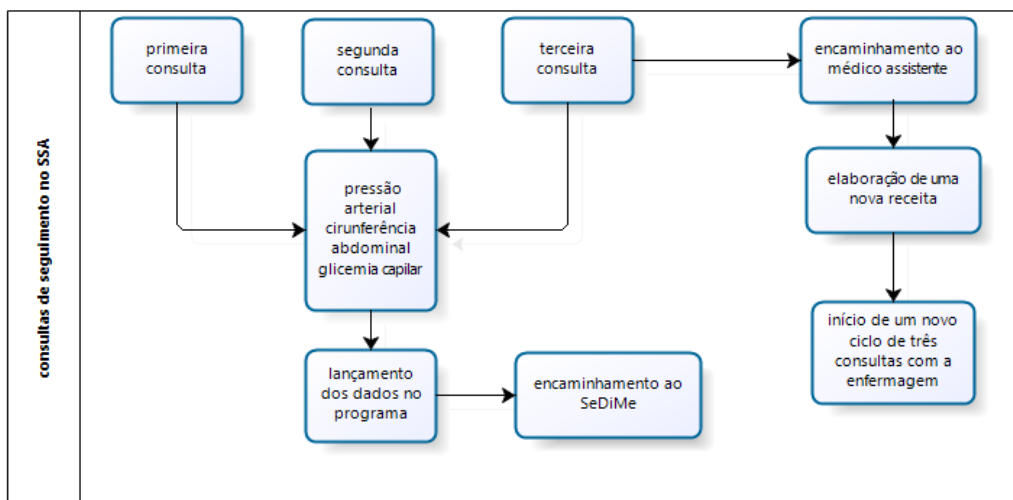 consultas de seguimento no SSA
primeira
consulta
segunda
consulta
terceira
consulta
encaminhamento ao
médico assistente
pressão
arterial
cirunferência
abdominal
glicemia capilar
elaboração de uma
nova receita
lançamento
dos dados no
programa
encaminhamento ao
SeDiMe
início de um novo
ciclo de três
consultas com a
enfermagem